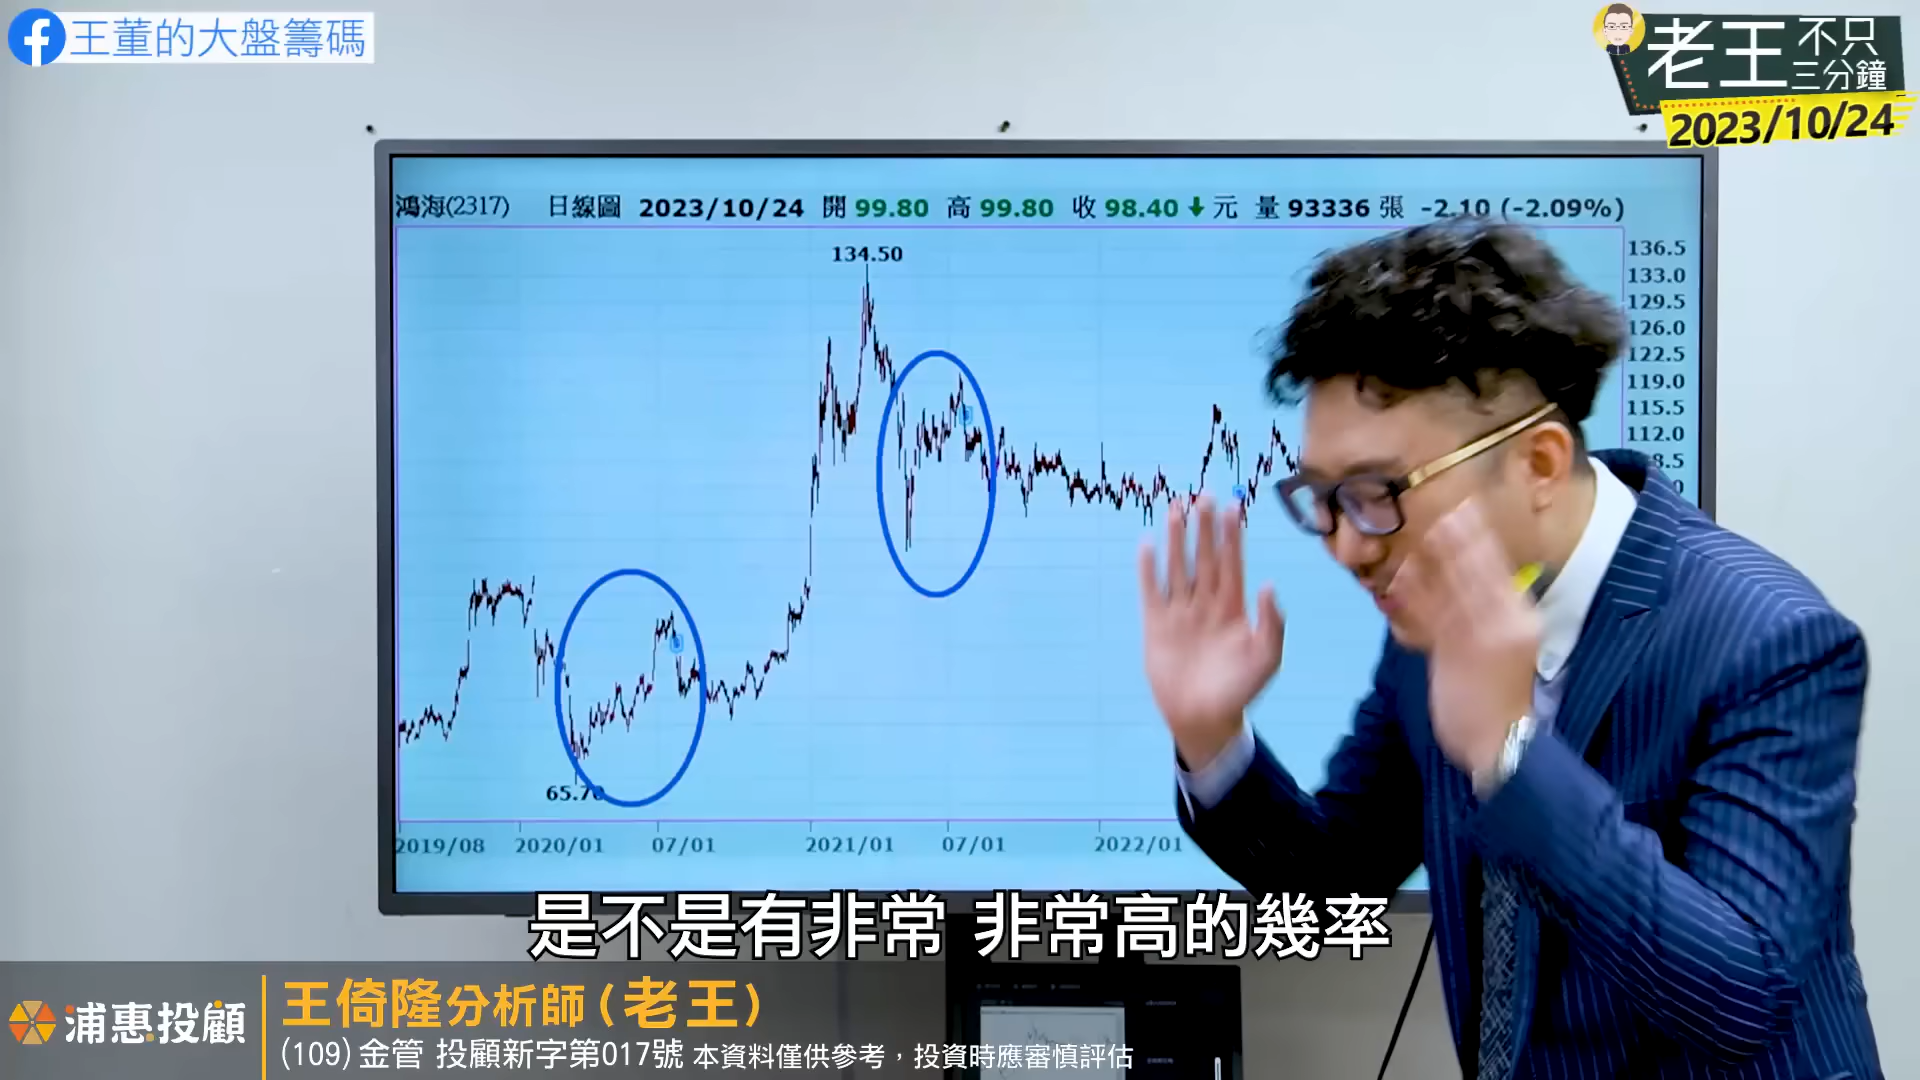 王董的大盤籌碼
老王不只三分鐘
2023/10/24
鴻海(2317) 日線圖 2023/10/24 開 99.80 高 99.80 收 98.40 ↓ 元 量 93336 張 -2.10 (-2.09%)
134.50
136.5
133.0
129.5
126.0
122.5
119.0
115.5
112.0
8.5
0
65.70
2019/08 2020/01 07/01 2021/01 07/01 2022/01
是不是有非常 非常高的幾率
浦惠投顧
王倚隆分析師(老王)
(109)金管 投顧新字第017號 本資料僅供參考，投資時應審慎評估